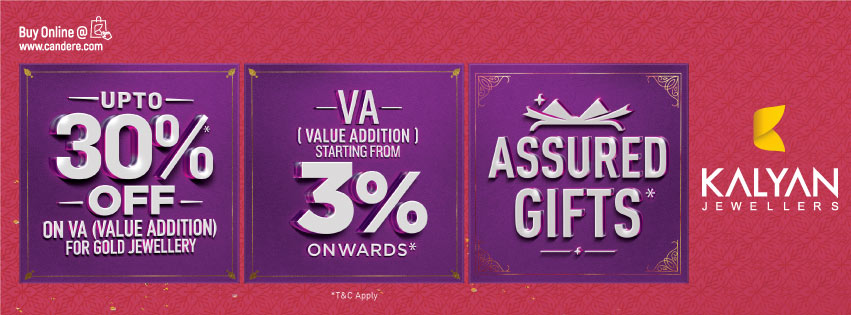 Buy Online @
www.candere.com
UPTO
30%*
OFF
ON VA (VALUE ADDITION)
FOR GOLD JEWELLERY
VA
( VALUE ADDITION )
STARTING FROM
3%
ONWARDS*
ASSURED
GIFTS*
KALYAN
JEWELLERS
*T&C Apply